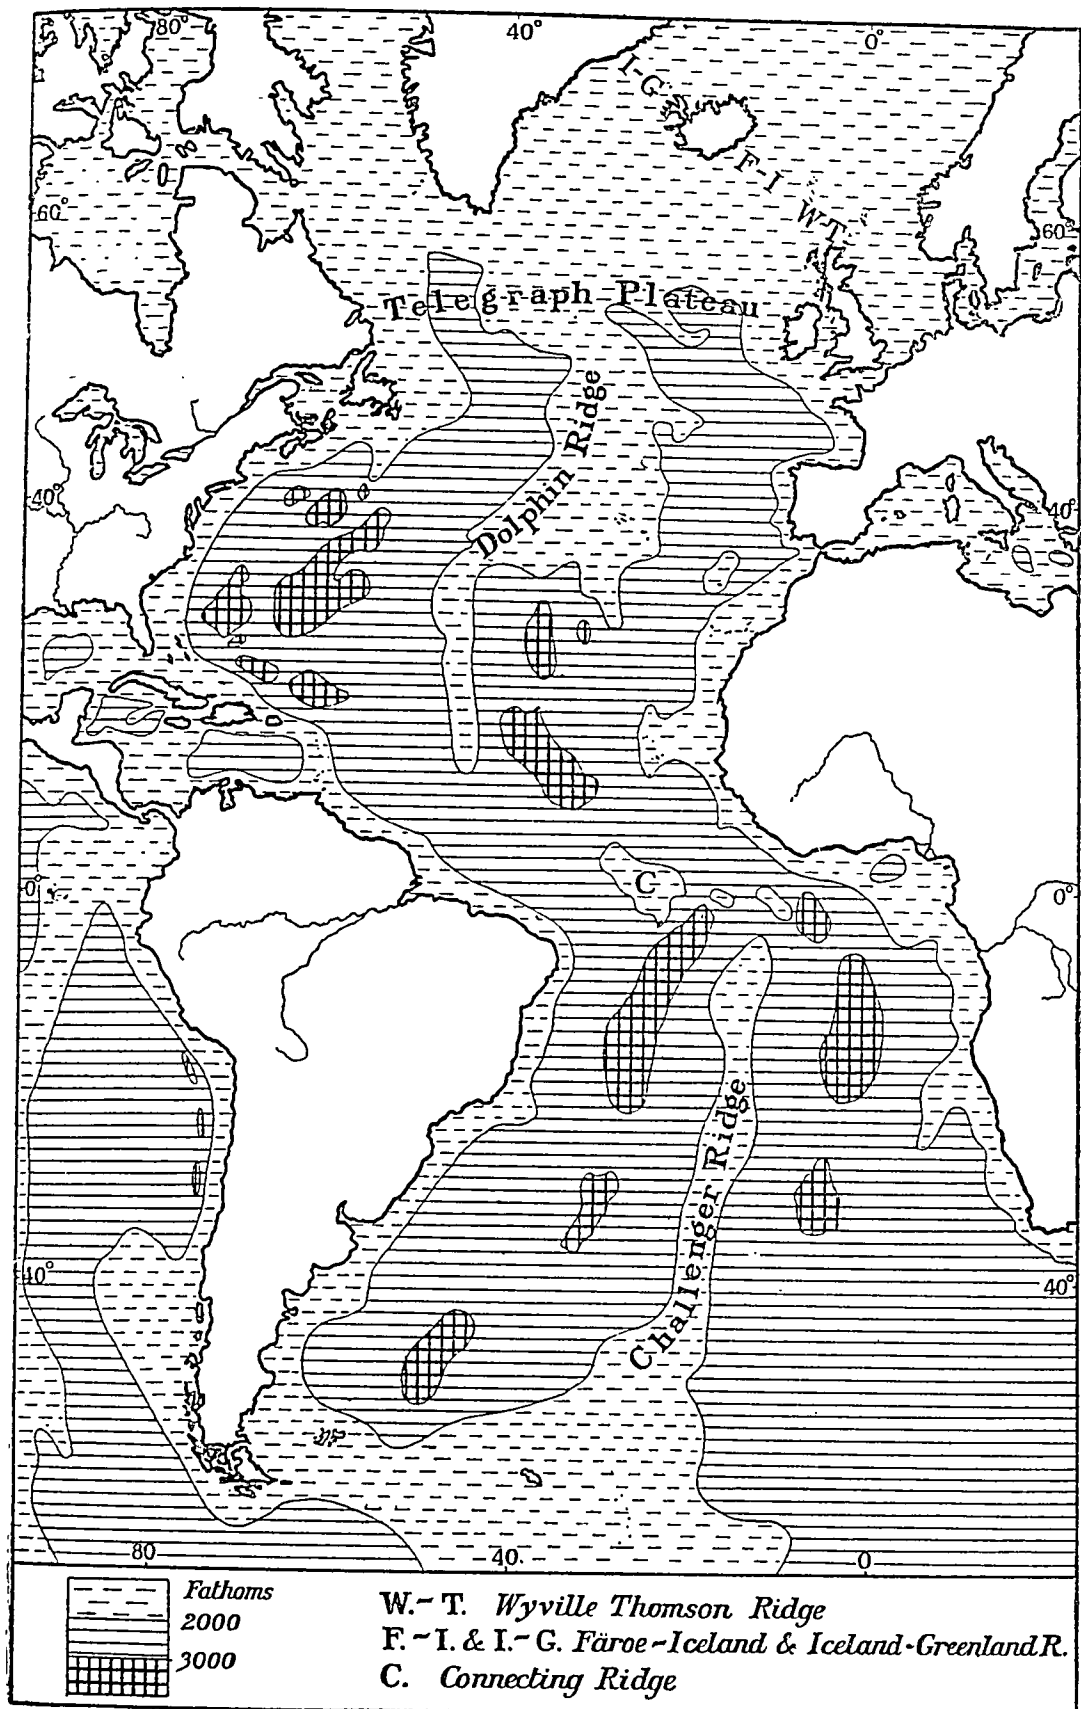 80° 40° 0°
I-G
F-I
W.T.
60° 60°
Telegraph Plateau
Dolphin Ridge
40° 40°
C
0° 0°
Challenger Ridge
40° 40°
80 40. 0
Fathoms
2000
3000
W.-T. Wyville Thomson Ridge
F.-I. & I.-G. Färoe-Iceland & Iceland-Greenland R.
C. Connecting Ridge